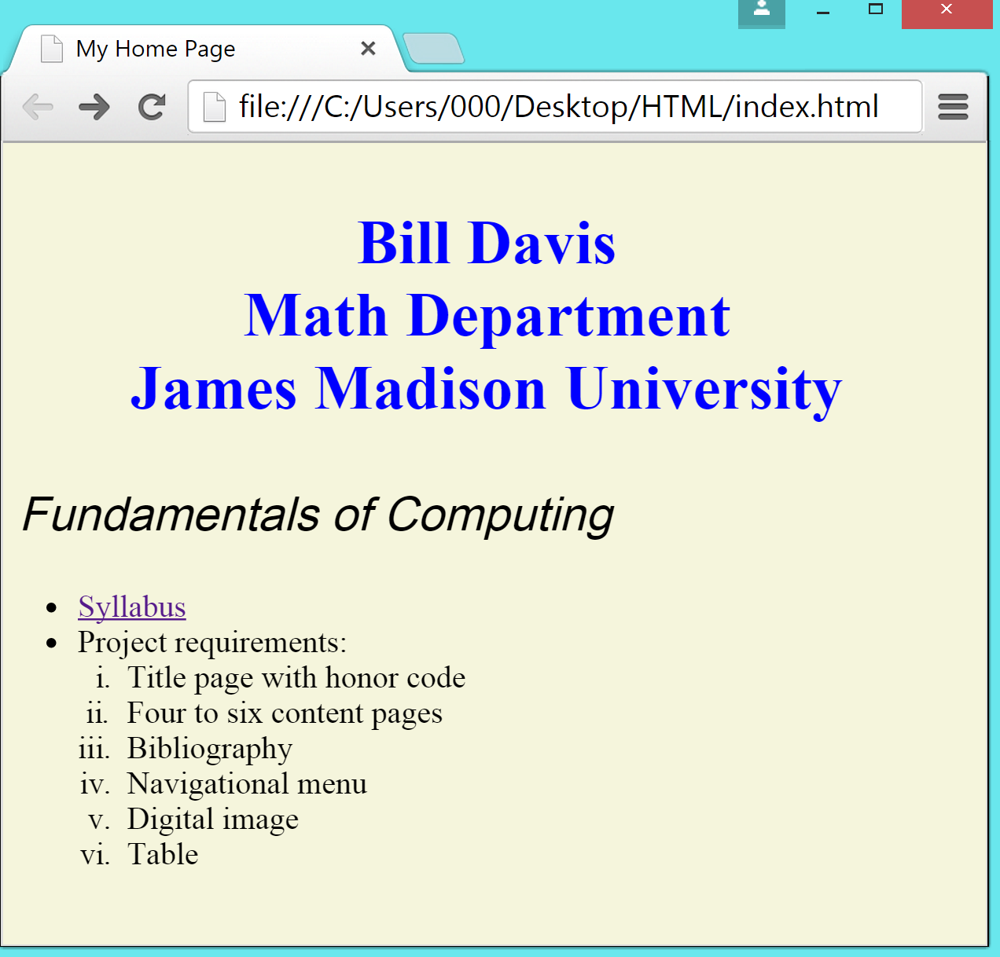 My Home Page
file:///C:/Users/000/Desktop/HTML/index.html
Bill Davis
Math Department
James Madison University
Fundamentals of Computing
• Syllabus
• Project requirements:
i. Title page with honor code
ii. Four to six content pages
iii. Bibliography
iv. Navigational menu
v. Digital image
vi. Table